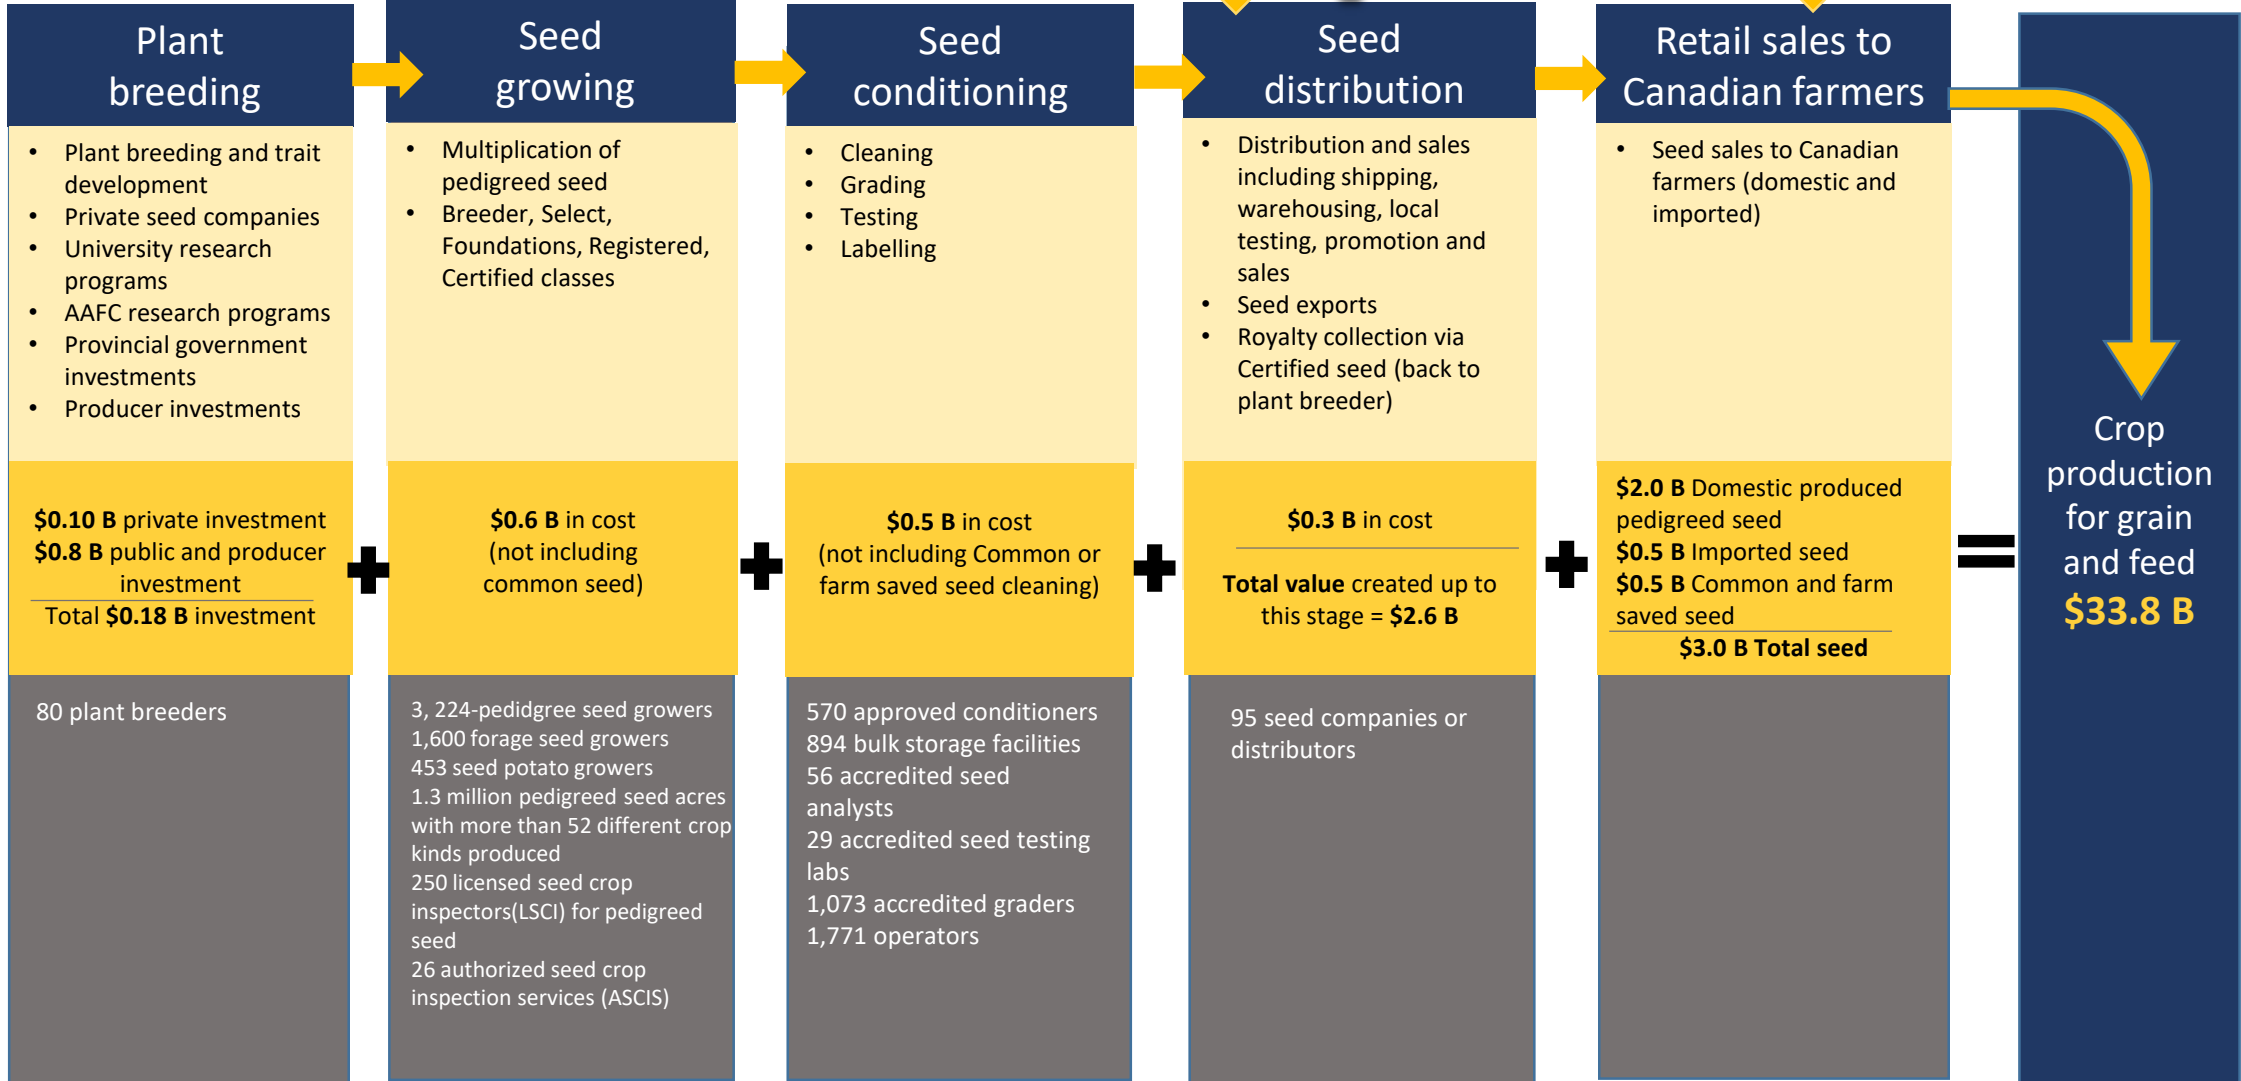 Plant
breeding
• Plant breeding and trait
development
• Private seed companies
• University research
programs
• AAFC research programs
• Provincial government
investments
• Producer investments
$0.10 B private investment
$0.8 B public and producer
investment
Total $0.18 B investment
80 plant breeders
Seed
growing
• Multiplication of
pedigreed seed
• Breeder, Select,
Foundations, Registered,
Certified classes
$0.6 B in cost
(not including
common seed)
3, 224-pedidgree seed growers
1,600 forage seed growers
453 seed potato growers
1.3 million pedigreed seed acres
with more than 52 different crop
kinds produced
250 licensed seed crop
inspectors(LSCI) for pedigreed
seed
26 authorized seed crop
inspection services (ASCIS)
Seed
conditioning
• Cleaning
• Grading
• Testing
• Labelling
$0.5 B in cost
(not including Common or
farm saved seed cleaning)
570 approved conditioners
894 bulk storage facilities
56 accredited seed
analysts
29 accredited seed testing
labs
1,073 accredited graders
1,771 operators
Seed
distribution
• Distribution and sales
including shipping,
warehousing, local
testing, promotion and
sales
• Seed exports
• Royalty collection via
Certified seed (back to
plant breeder)
$0.3 B in cost
Total value created up to
this stage = $2.6 B
95 seed companies or
distributors
Retail sales to
Canadian farmers
• Seed sales to Canadian
farmers (domestic and
imported)
$2.0 B Domestic produced
pedigreed seed
$0.5 B Imported seed
$0.5 B Common and farm
saved seed
$3.0 B Total seed
Crop
production
for grain
and feed
$33.8 B